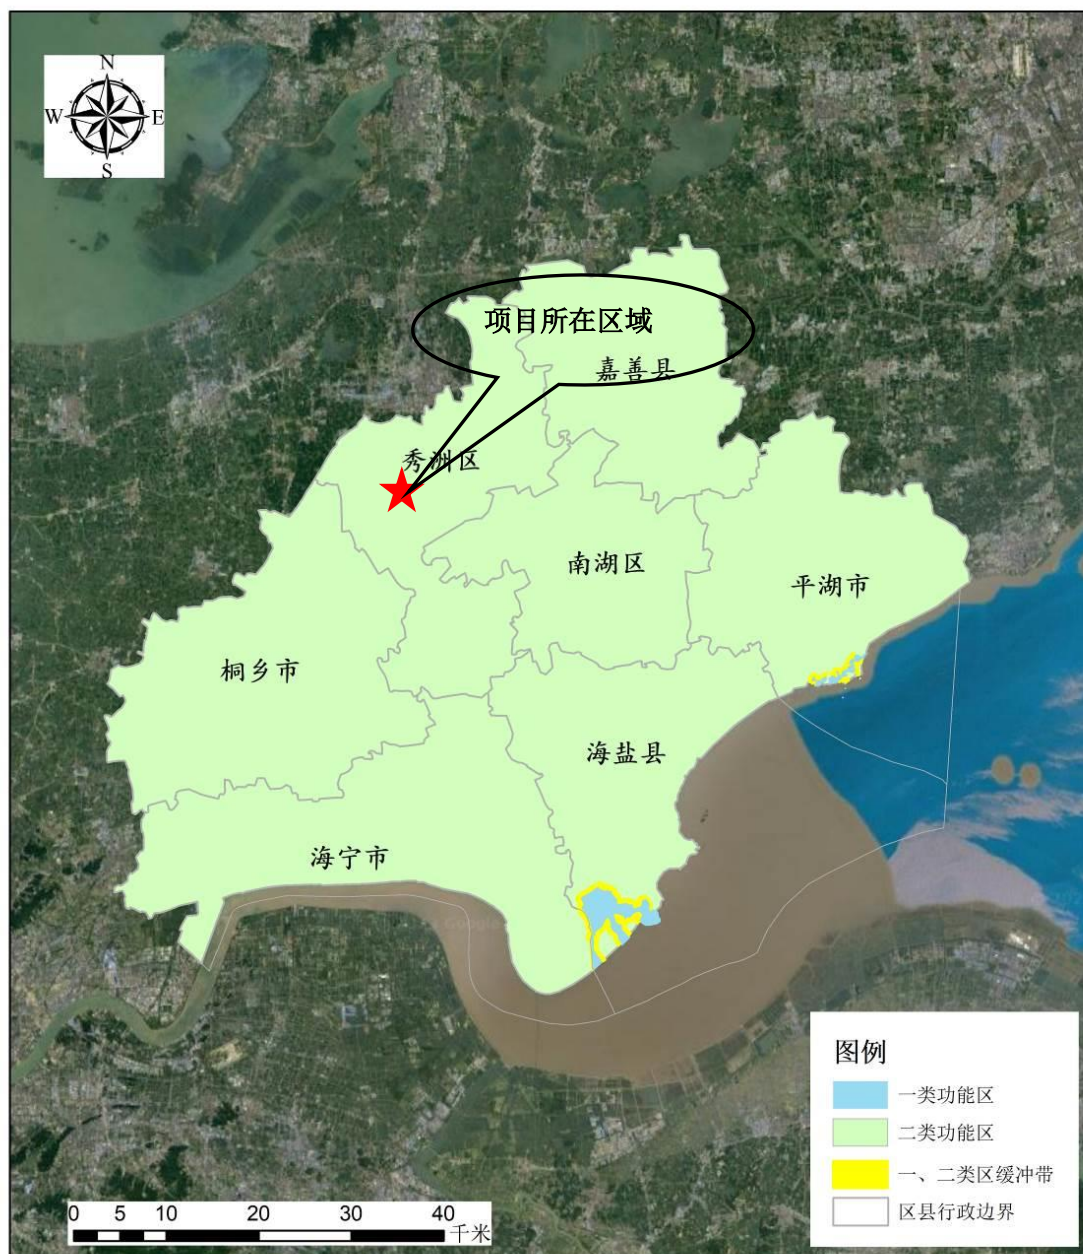 N
W E
S
项目所在区域
嘉善县
秀洲区
南湖区
平湖市
桐乡市
海盐县
海宁市
Google
图例
一类功能区
二类功能区
一、二类区缓冲带
区县行政边界
0 5 10 20 30 40
千米